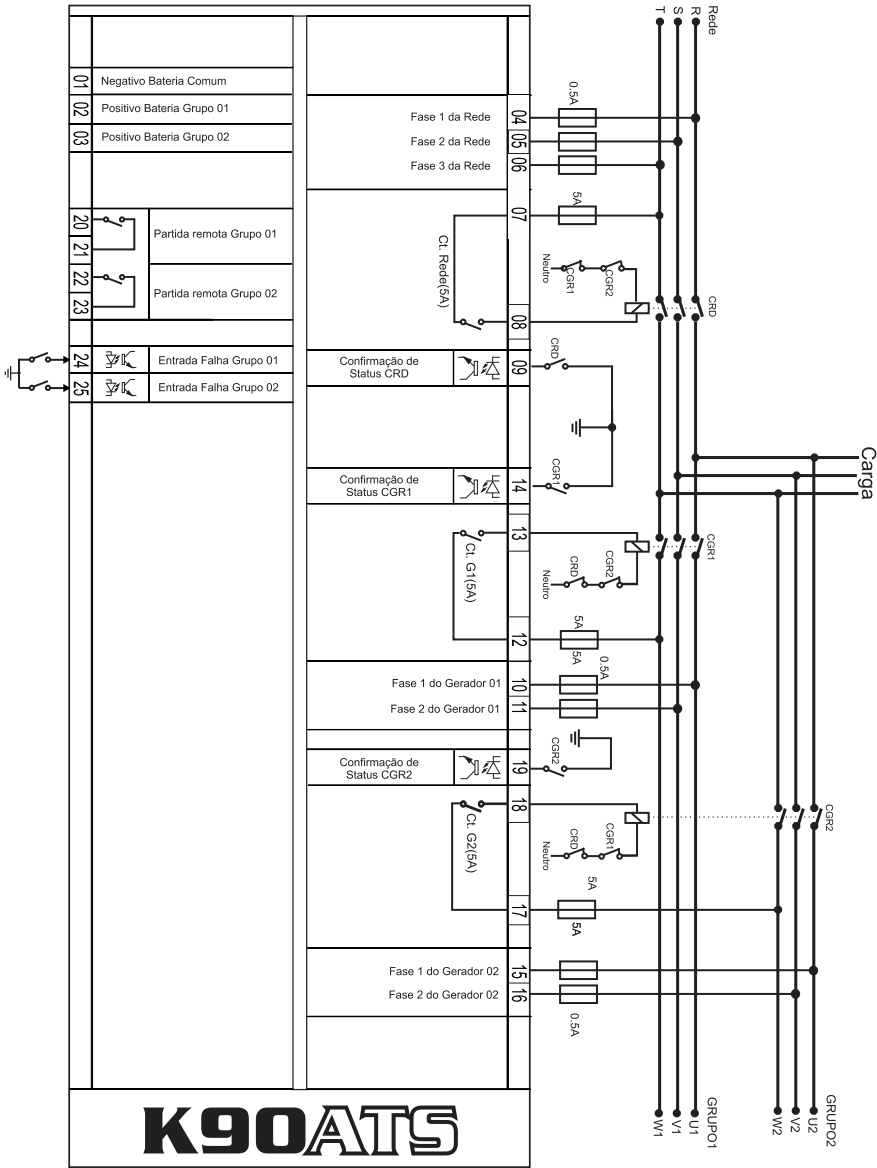 Rede
R
S
T
01 Negativo Bateria Comum
02 Positivo Bateria Grupo 01
03 Positivo Bateria Grupo 02
20
21
Partida remota Grupo 01
22
23
Partida remota Grupo 02
24 Entrada Falha Grupo 01
25 Entrada Falha Grupo 02
0.5A
Fase 1 da Rede 04
Fase 2 da Rede 05
Fase 3 da Rede 06
07
5A
Ct. Rede(5A)
Neutro
CGR1
CGR2
CRD
08
Confirmação de
Status CRD
09
CRD
Carga
Confirmação de
Status CGR1
14
CGR1
13
Ct. G1(5A)
CGR1
CGR2
CRD
Neutro
12
5A
5A
0.5A
Fase 1 do Gerador 01 10
Fase 2 do Gerador 01 11
Confirmação de
Status CGR2
19
CGR2
18
Ct. G2(5A)
CGR2
CGR1
CRD
Neutro
5A
17
5A
Fase 1 do Gerador 02 15
Fase 2 do Gerador 02 16
0.5A
GRUPO1
U1
V1
W1
GRUPO2
U2
V2
W2
K90ATS